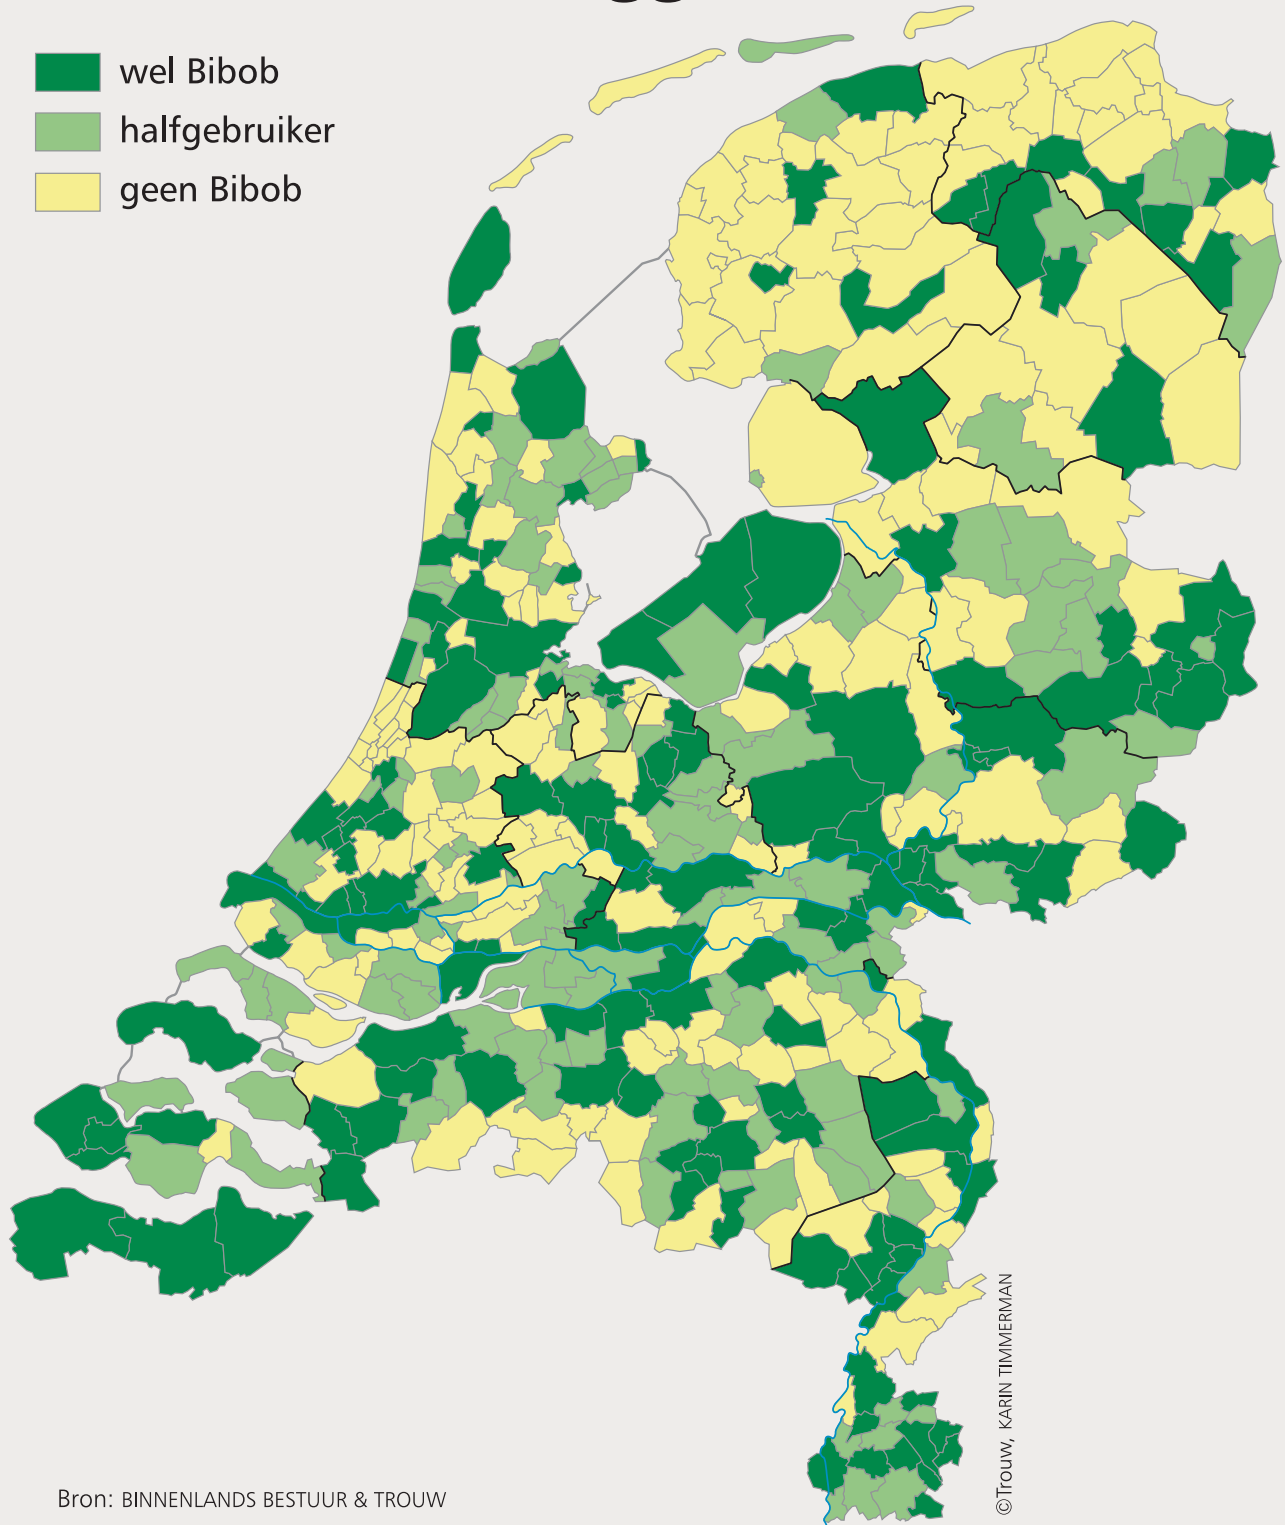 wel Bibob
halfgebruiker
geen Bibob
©Trouw, KARIN TIMMERMAN
Bron: BINNENLANDS BESTUUR & TROUW